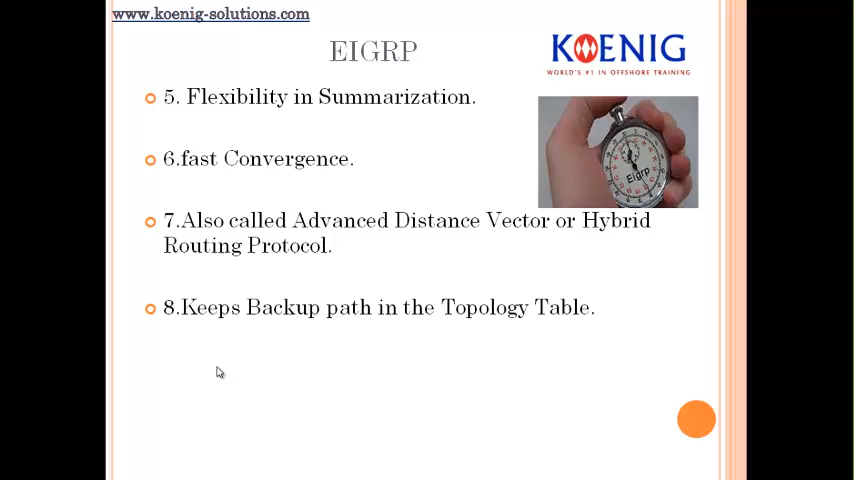 www.koenig-solutions.com
EIGRP
KOENIG
WORLD'S #1 IN OFFSHORE TRAINING
5. Flexibility in Summarization.
6.fast Convergence.
Eigrp
7.Also called Advanced Distance Vector or Hybrid
Routing Protocol.
8.Keeps Backup path in the Topology Table.